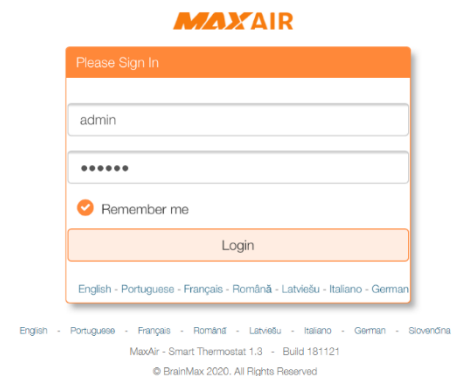 MAXAIR
Please Sign In
admin
••••••
Remember me
Login
English - Portuguese - Français - Română - Latviešu - Italiano - German
English - Portuguese - Français - Română - Latviešu - Italiano - German - Slovenčina
MaxAir - Smart Thermostat 1.3 - Build 181121
© BrainMax 2020. All Rights Reserved